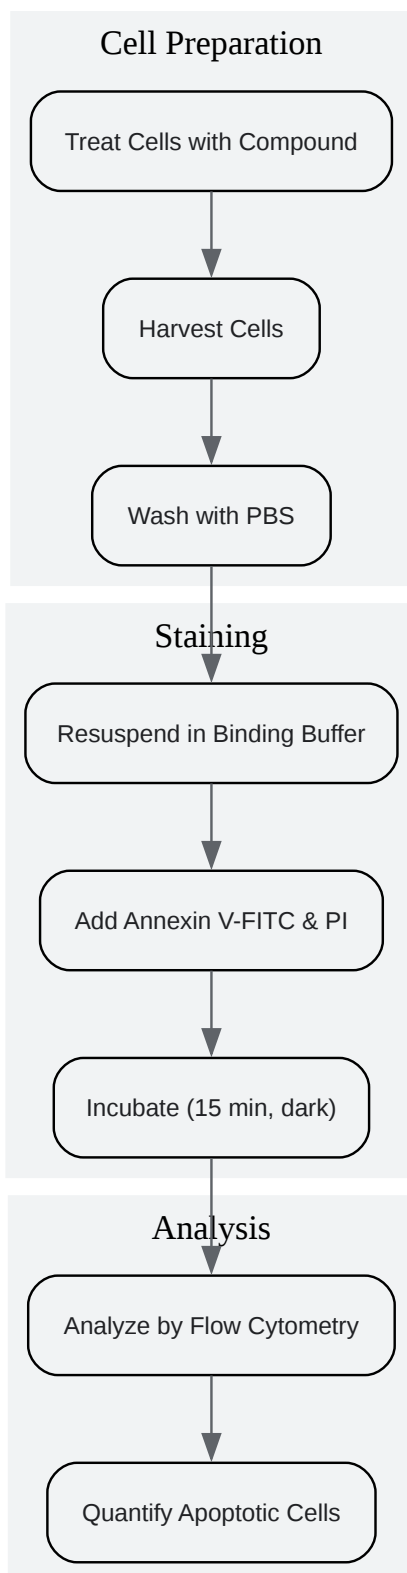 Cell Preparation
Treat Cells with Compound
Harvest Cells
Wash with PBS
Staining
Resuspend in Binding Buffer
Add Annexin V-FITC & PI
Incubate (15 min, dark)
Analysis
Analyze by Flow Cytometry
Quantify Apoptotic Cells